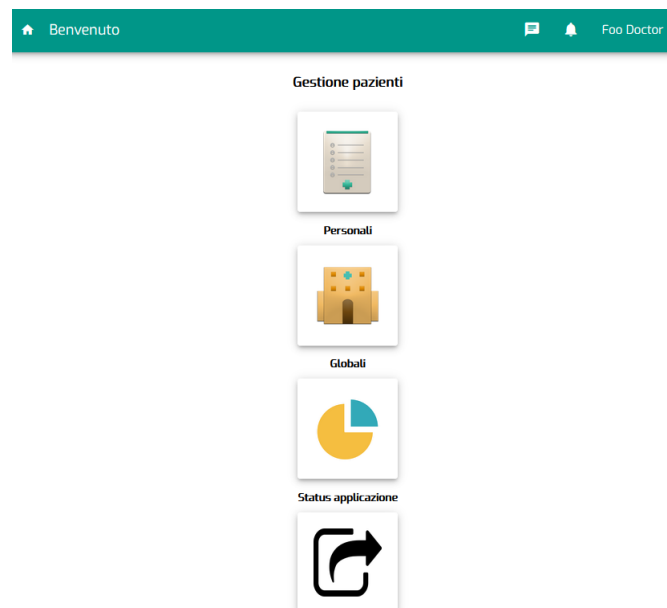 Benvenuto
Foo Doctor
Gestione pazienti
Personali
Globali
Status applicazione